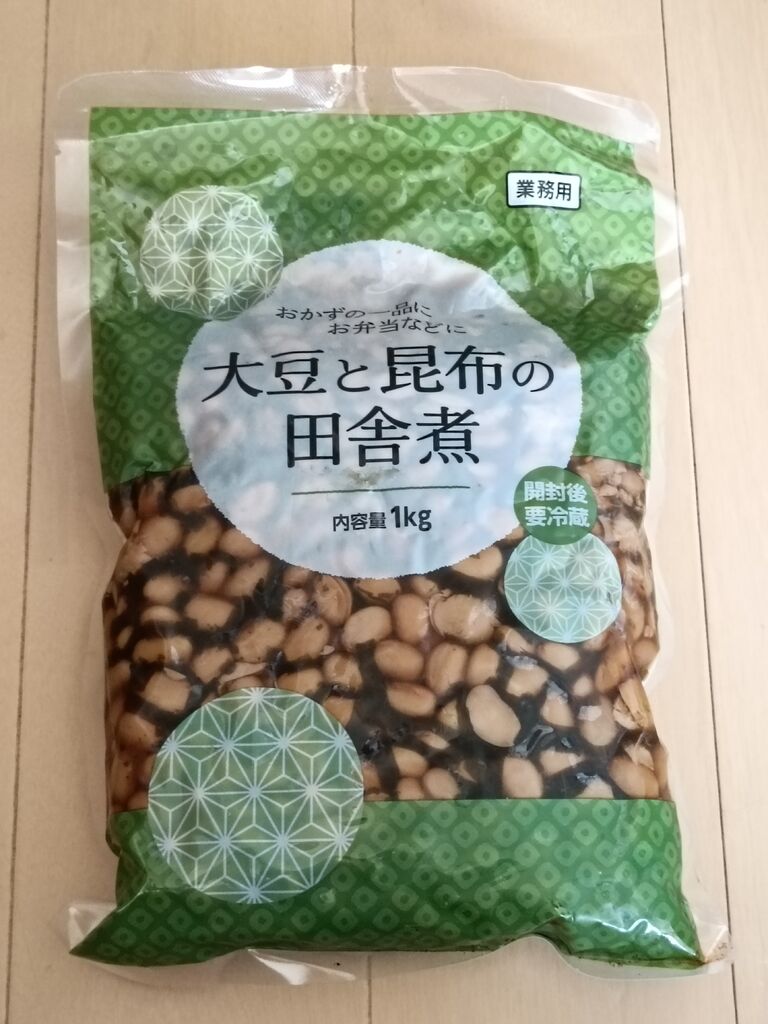 業務用
おかずの一品に
お弁当などに
大豆と昆布の
田舎煮
内容量1kg
開封後
要冷蔵